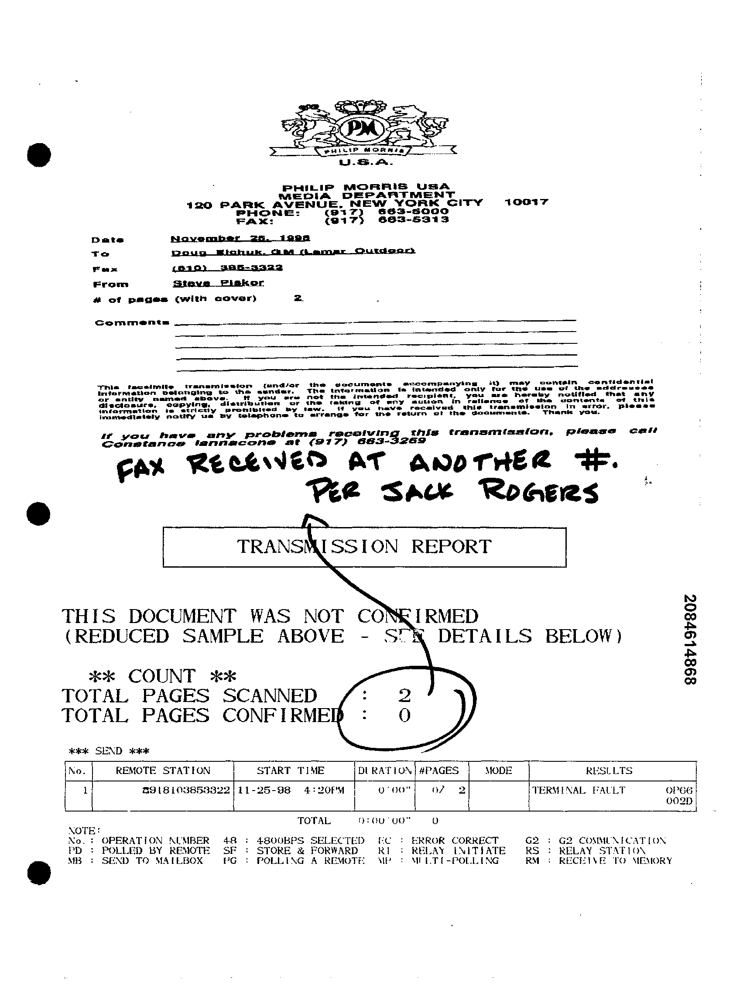 PM
PHILIP MORRIS
U.S.A.
PHILIP MORRIS USA
MEDIA DEPARTMENT
120 PARK AVENUE, NEW YORK CITY 10017
PHONE: (917) 663-5000
FAX: (917) 663-5313
Date November 25, 1998
To Doug Eichuk, GM (Lamar Outdoor)
Fax (810) 385-3322
From Steve Piskor
# of pages (with cover) 2
Comments
This facsimile transmission (and/or the documents accompanying it) may contain confidential
information belonging to the sender. The information is intended only for the use of the addressee
or entity named above. If you are not the intended recipient, you are hereby notified that any
disclosure, copying, distribution or the taking of any action in reliance of the contents of this
information is strictly prohibited by law. If you have received this transmission in error, please
immediately notify us by telephone to arrange for the return of the documents. Thank you.
If you have any problems receiving this transmission, please call
Constance Iannacone at (917) 663-3269
FAX RECEIVED AT ANOTHER #.
PER JACK ROGERS
TRANSMISSION REPORT
THIS DOCUMENT WAS NOT CONFIRMED
(REDUCED SAMPLE ABOVE - SEE DETAILS BELOW)
** COUNT **
TOTAL PAGES SCANNED : 2
TOTAL PAGES CONFIRMED : 0
*** SEND ***
No. REMOTE STATION START TIME DURATION #PAGES MODE RESULTS
1 8918103853322 11-25-98 4:20PM 0'00" 0/ 2 TERMINAL FAULT 0P66
002D
TOTAL 0:00'00" 0
NOTE:
No. : OPERATION NUMBER 48 : 4800BPS SELECTED EC : ERROR CORRECT G2 : G2 COMMUNICATION
PD : POLLED BY REMOTE SF : STORE & FORWARD RI : RELAY INITIATE RS : RELAY STATION
MB : SEND TO MAILBOX PG : POLLING A REMOTE MP : MULTI-POLLING RM : RECEIVE TO MEMORY
2084614868